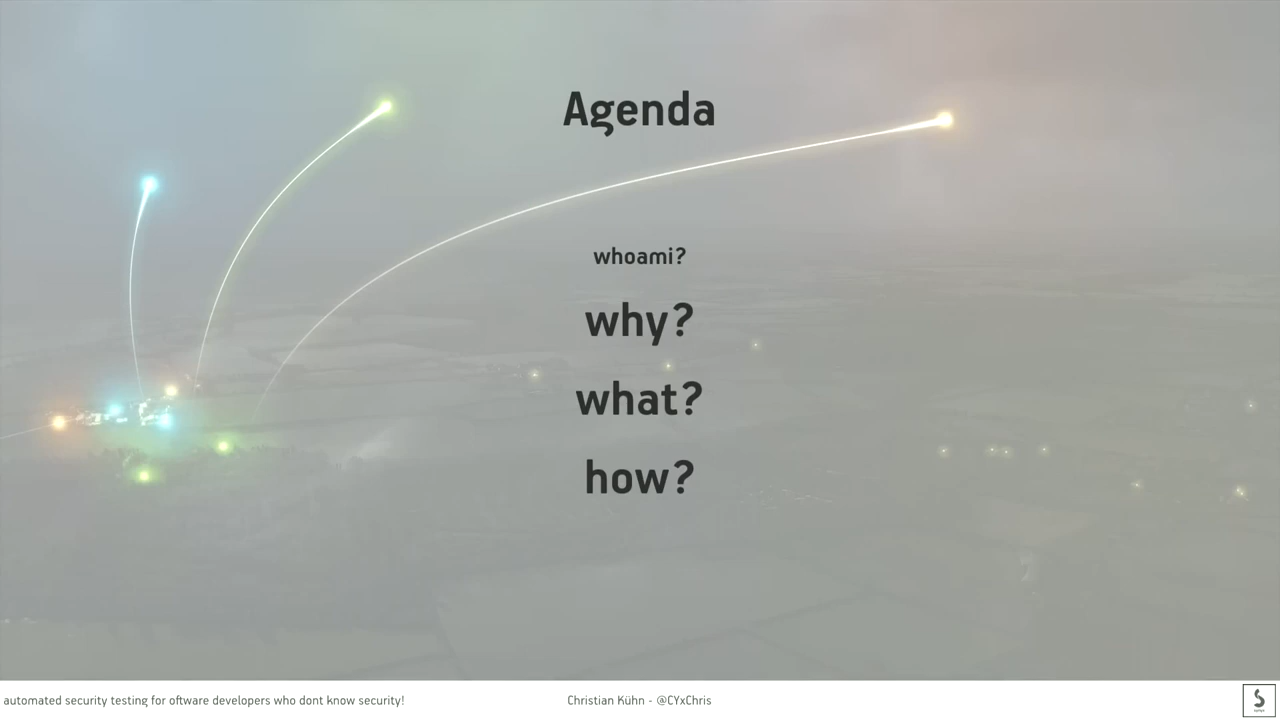 Agenda
whoami?
why?
what?
how?
automated security testing for oftware developers who dont know security!
Christian Kühn - @CYxChris